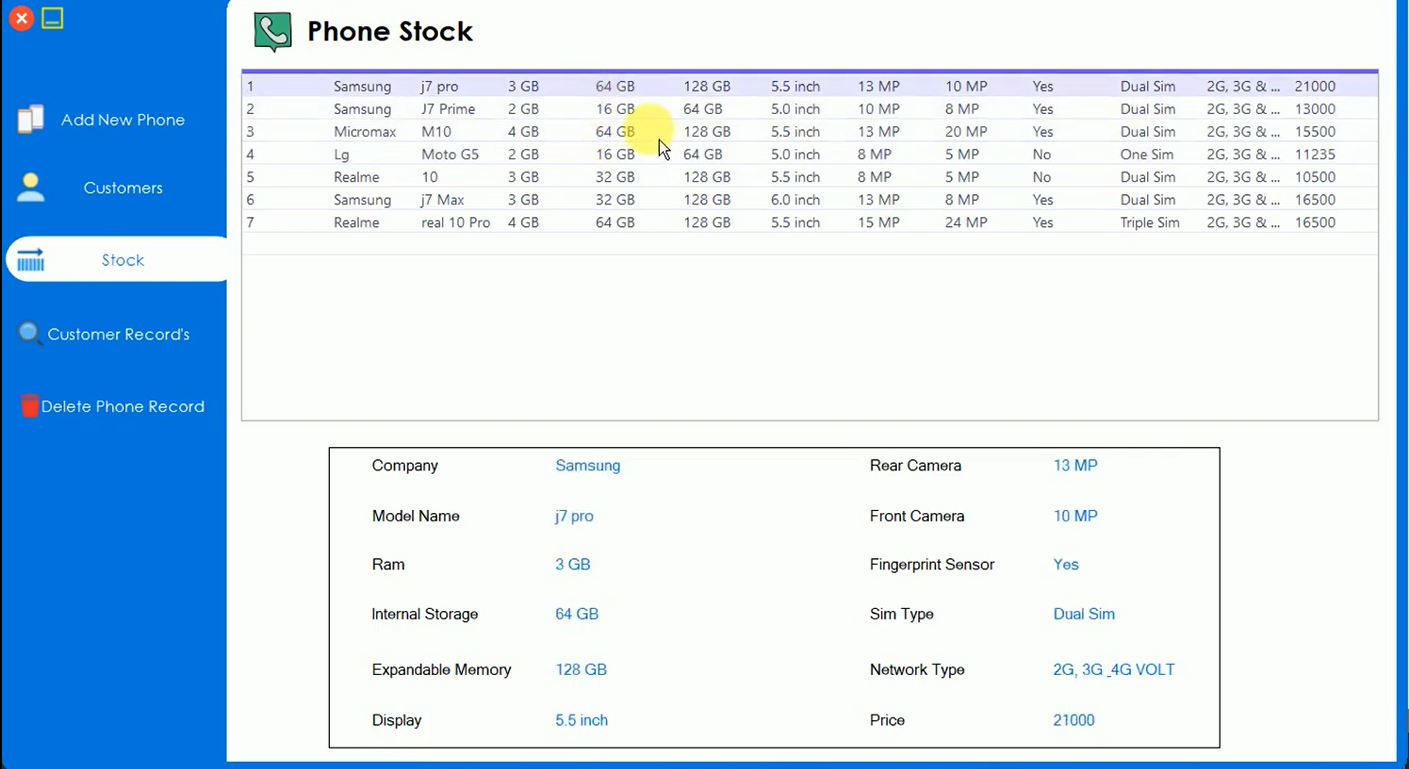 Phone Stock
Add New Phone
Customers
Stock
Customer Record's
Delete Phone Record
1 Samsung j7 pro 3 GB 64 GB 128 GB 5.5 inch 13 MP 10 MP Yes Dual Sim 2G, 3G & ... 21000
2 Samsung J7 Prime 2 GB 16 GB 64 GB 5.0 inch 10 MP 8 MP Yes Dual Sim 2G, 3G & ... 13000
3 Micromax M10 4 GB 64 GB 128 GB 5.5 inch 13 MP 20 MP Yes Dual Sim 2G, 3G & ... 15500
4 Lg Moto G5 2 GB 16 GB 64 GB 5.0 inch 8 MP 5 MP No One Sim 2G, 3G & ... 11235
5 Realme 10 3 GB 32 GB 128 GB 5.5 inch 8 MP 5 MP No Dual Sim 2G, 3G & ... 10500
6 Samsung j7 Max 3 GB 32 GB 128 GB 6.0 inch 13 MP 8 MP Yes Dual Sim 2G, 3G & ... 16500
7 Realme real 10 Pro 4 GB 64 GB 128 GB 5.5 inch 15 MP 24 MP Yes Triple Sim 2G, 3G & ... 16500
Company Samsung Rear Camera 13 MP
Model Name j7 pro Front Camera 10 MP
Ram 3 GB Fingerprint Sensor Yes
Internal Storage 64 GB Sim Type Dual Sim
Expandable Memory 128 GB Network Type 2G, 3G _4G VOLT
Display 5.5 inch Price 21000